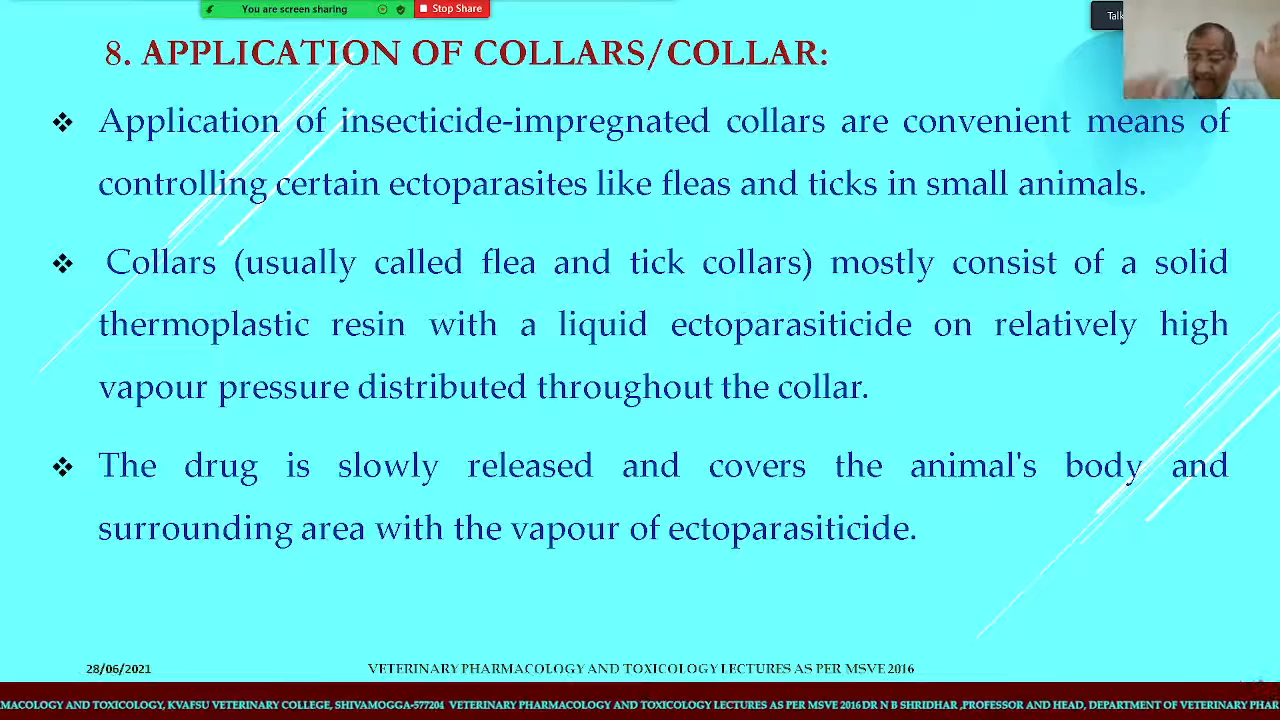 You are screen sharing
Stop Share
Talk
8. APPLICATION OF COLLARS/COLLAR:
❖ Application of insecticide-impregnated collars are convenient means of
controlling certain ectoparasites like fleas and ticks in small animals.
❖ Collars (usually called flea and tick collars) mostly consist of a solid
thermoplastic resin with a liquid ectoparasiticide on relatively high
vapour pressure distributed throughout the collar.
❖ The drug is slowly released and covers the animal's body and
surrounding area with the vapour of ectoparasiticide.
28/06/2021
VETERINARY PHARMACOLOGY AND TOXICOLOGY LECTURES AS PER MSVE 2016
MACOLOGY AND TOXICOLOGY, KVAFSU VETERINARY COLLEGE, SHIVAMOGGA-577204 VETERINARY PHARMACOLOGY AND TOXICOLOGY LECTURES AS PER MSVE 2016 DR N B SHRIDHAR ,PROFESSOR AND HEAD, DEPARTMENT OF VETERINARY PHAR